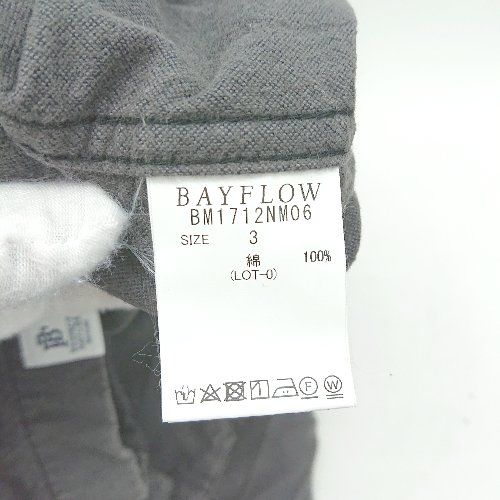 BAYFLOW
BM1712NM06
SIZE 3
綿 100%
(LOT-0)
F W